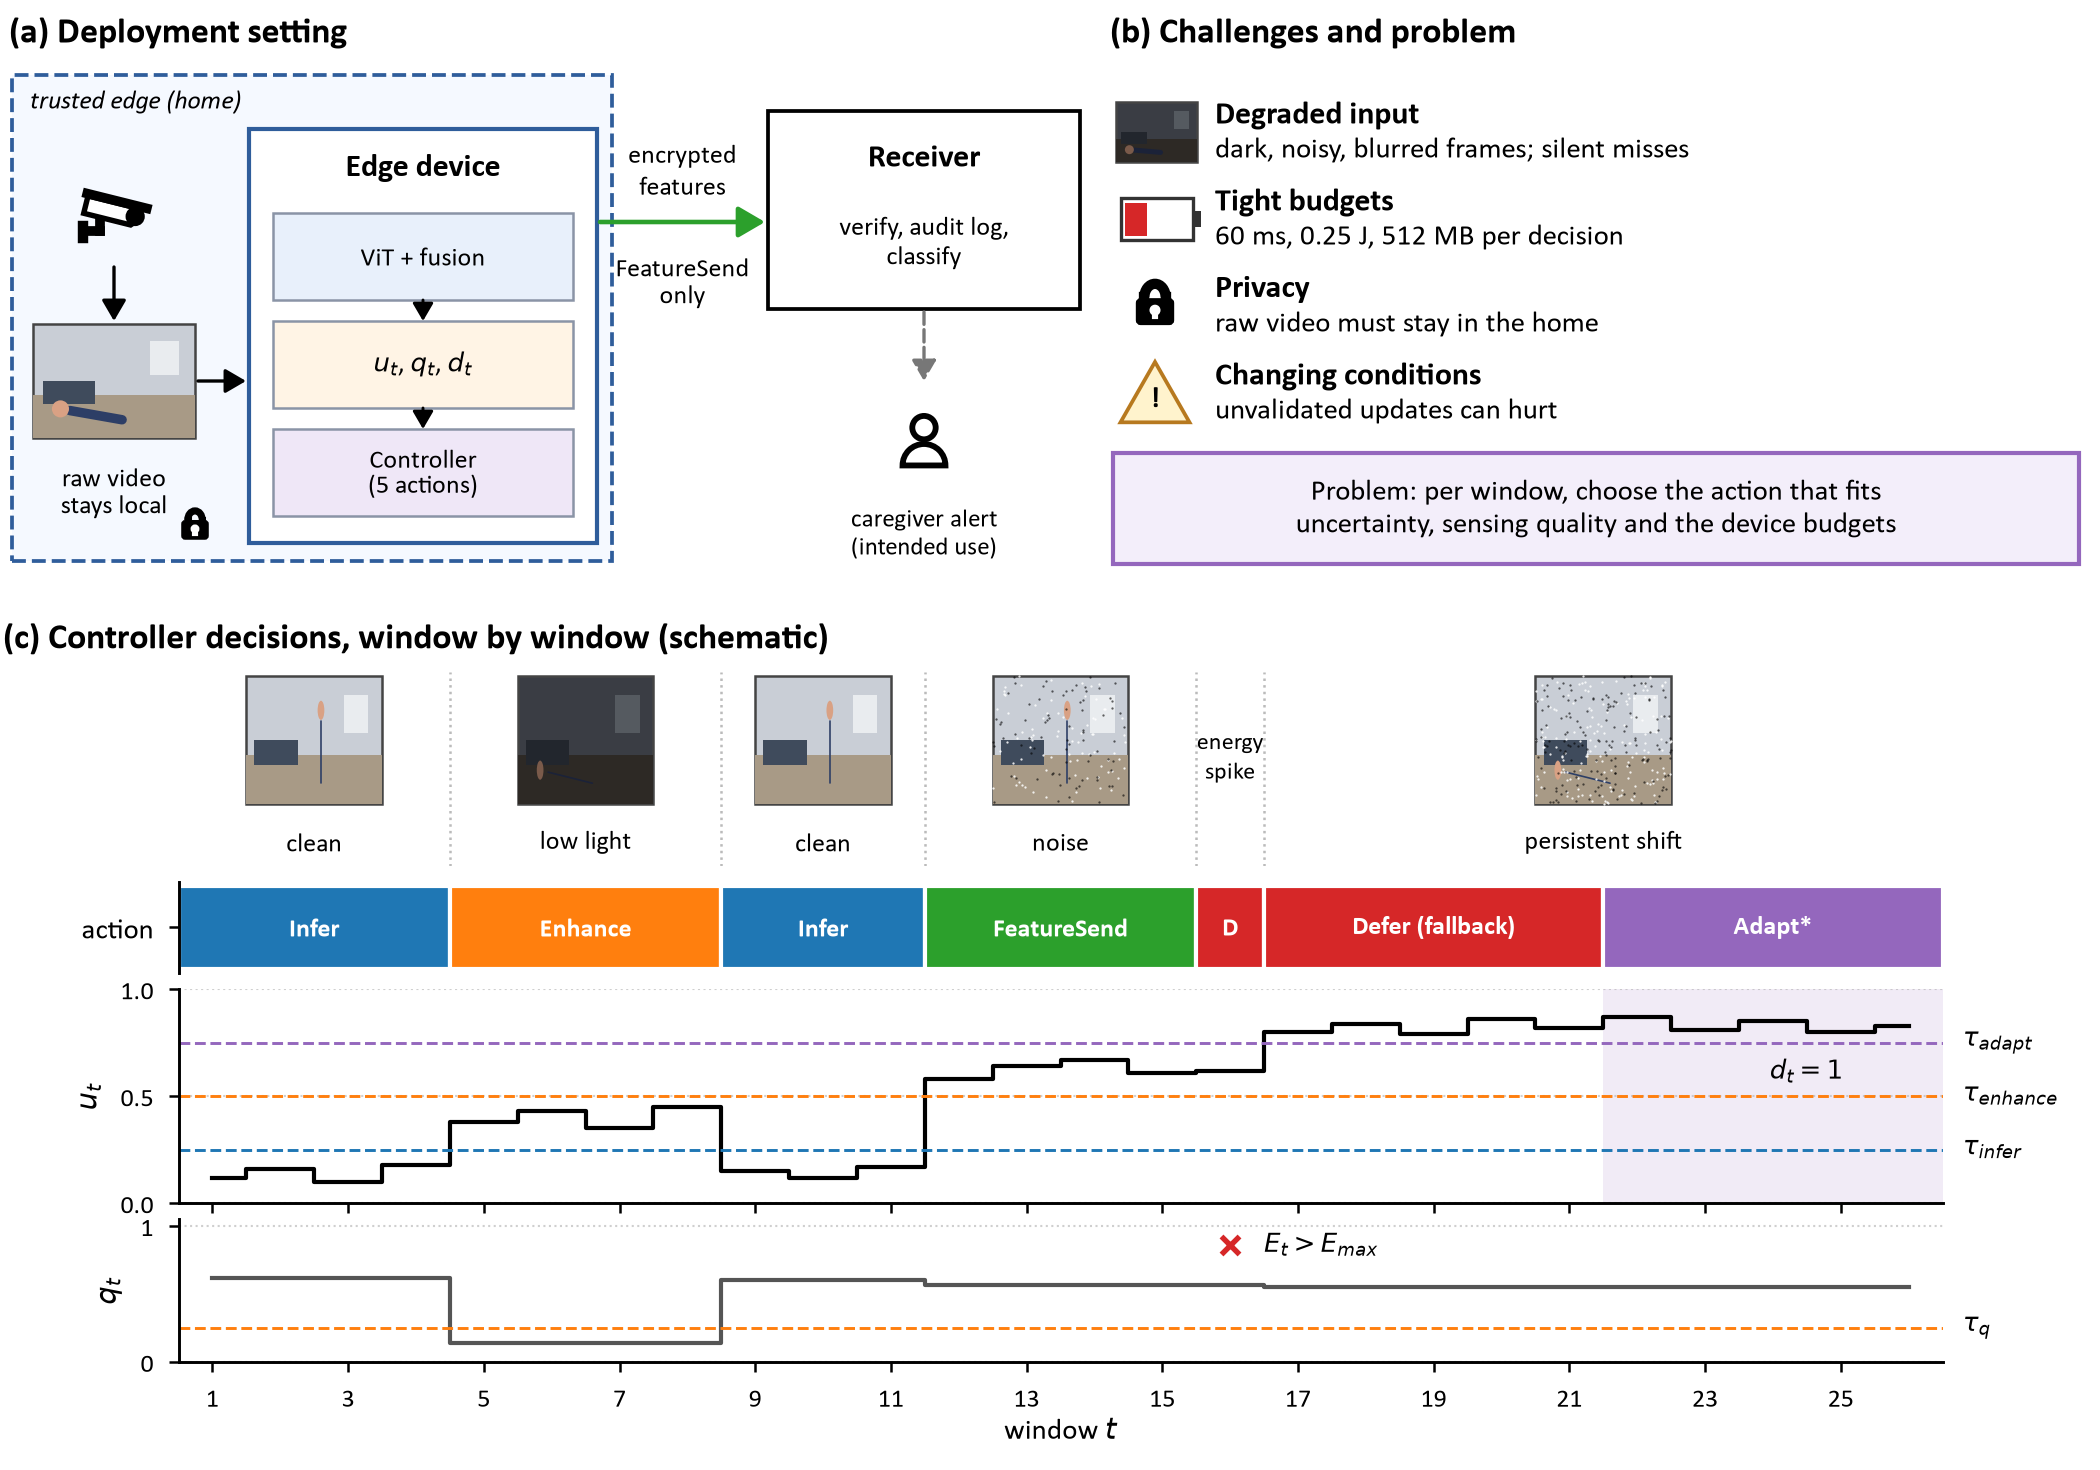 (a) Deployment setting
trusted edge (home)
Edge device
ViT + fusion
u_t, q_t, d_t
Controller
(5 actions)
raw video
stays local
encrypted
features
FeatureSend
only
Receiver
verify, audit log,
classify
caregiver alert
(intended use)
(b) Challenges and problem
Degraded input
dark, noisy, blurred frames; silent misses
Tight budgets
60 ms, 0.25 J, 512 MB per decision
Privacy
raw video must stay in the home
!
Changing conditions
unvalidated updates can hurt
Problem: per window, choose the action that fits
uncertainty, sensing quality and the device budgets
(c) Controller decisions, window by window (schematic)
energy
spike
clean
low light
clean
noise
persistent shift
action
Infer
Enhance
Infer
FeatureSend
D
Defer (fallback)
Adapt*
1.0
0.5
0.0
u_t
τ_adapt
d_t = 1
τ_enhance
τ_infer
1
0
q_t
E_t > E_max
τ_q
1 3 5 7 9 11 13 15 17 19 21 23 25
window t